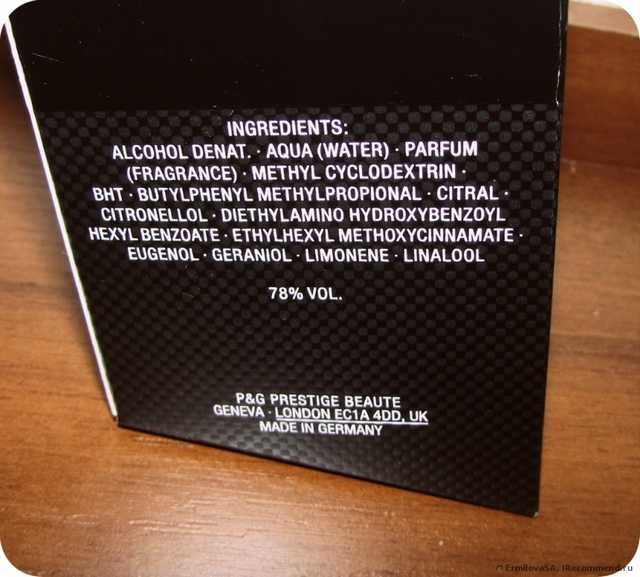 INGREDIENTS:
ALCOHOL DENAT. · AQUA (WATER) · PARFUM
(FRAGRANCE) · METHYL CYCLODEXTRIN ·
BHT · BUTYLPHENYL METHYLPROPIONAL · CITRAL ·
CITRONELLOL · DIETHYLAMINO HYDROXYBENZOYL
HEXYL BENZOATE · ETHYLHEXYL METHOXYCINNAMATE ·
EUGENOL · GERANIOL · LIMONENE · LINALOOL
78% VOL.
P&G PRESTIGE BEAUTE
GENEVA · LONDON EC1A 4DD, UK
MADE IN GERMANY
© ErmilovaSA, IRecommend.ru